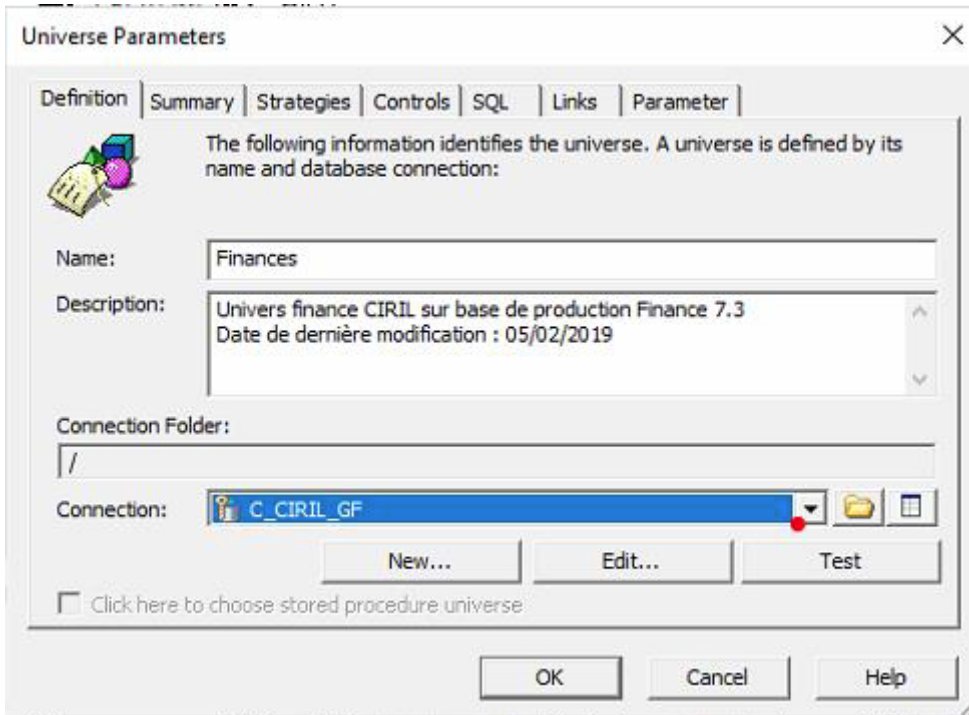 Universe Parameters
Definition Summary Strategies Controls SQL Links Parameter
The following information identifies the universe. A universe is defined by its
name and database connection:
Name: Finances
Description: Univers finance CIRIL sur base de production Finance 7.3
Date de dernière modification : 05/02/2019
Connection Folder:
/
Connection: C_CIRIL_GF
New... Edit... Test
Click here to choose stored procedure universe
OK Cancel Help